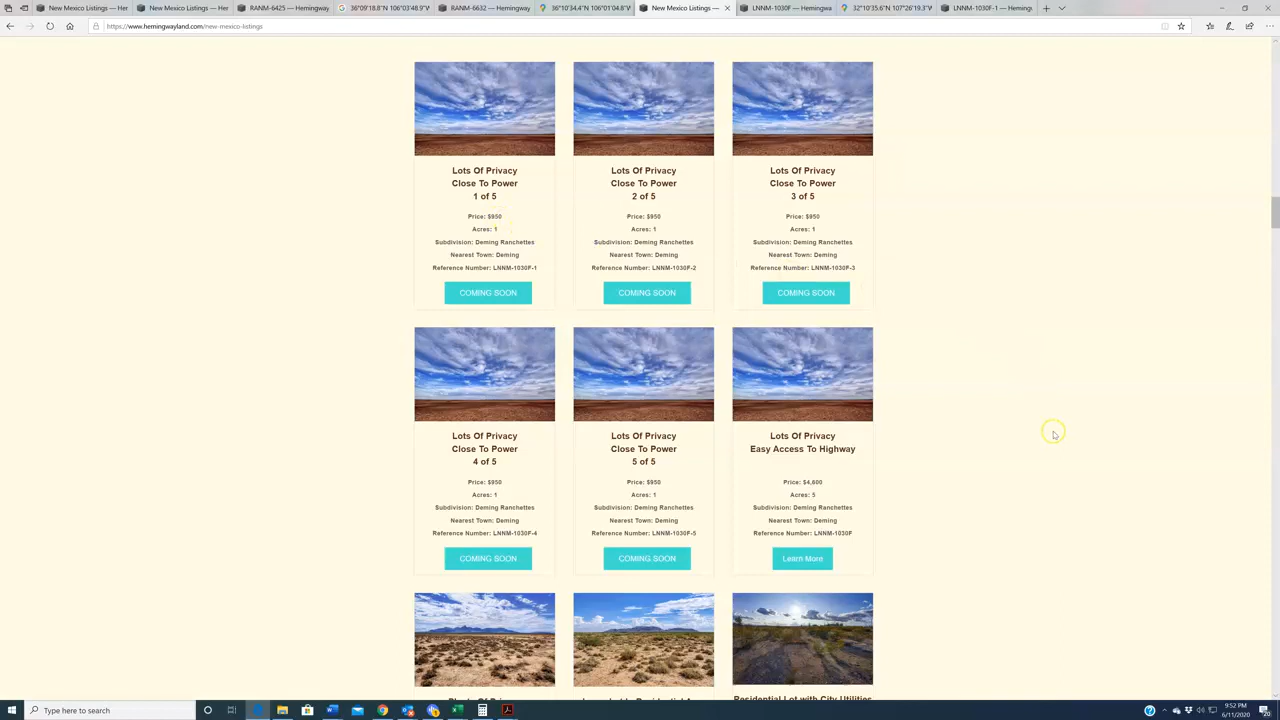 New Mexico Listings — Her
New Mexico Listings — Her
RANM-6425 — Hemingway
36°09'18.8"N 106°03'48.9"V
RANM-6632 — Hemingway
36°10'34.4"N 106°01'04.8"V
New Mexico Listings —
LNNM-1030F — Hemingwa
32°10'35.6"N 107°26'19.3"V
LNNM-1030F-1 — Heming
https://www.hemingwayland.com/new-mexico-listings
Lots Of Privacy
Close To Power
1 of 5
Price: $950
Acres: 1
Subdivision: Deming Ranchettes
Nearest Town: Deming
Reference Number: LNNM-1030F-1
COMING SOON
Lots Of Privacy
Close To Power
2 of 5
Price: $950
Acres: 1
Subdivision: Deming Ranchettes
Nearest Town: Deming
Reference Number: LNNM-1030F-2
COMING SOON
Lots Of Privacy
Close To Power
3 of 5
Price: $950
Acres: 1
Subdivision: Deming Ranchettes
Nearest Town: Deming
Reference Number: LNNM-1030F-3
COMING SOON
Lots Of Privacy
Close To Power
4 of 5
Price: $950
Acres: 1
Subdivision: Deming Ranchettes
Nearest Town: Deming
Reference Number: LNNM-1030F-4
COMING SOON
Lots Of Privacy
Close To Power
5 of 5
Price: $950
Acres: 1
Subdivision: Deming Ranchettes
Nearest Town: Deming
Reference Number: LNNM-1030F-5
COMING SOON
Lots Of Privacy
Easy Access To Highway
Price: $4,600
Acres: 5
Subdivision: Deming Ranchettes
Nearest Town: Deming
Reference Number: LNNM-1030F
Learn More
Residential Lot with City Utilities
Type here to search
9:52 PM
6/11/2020
20